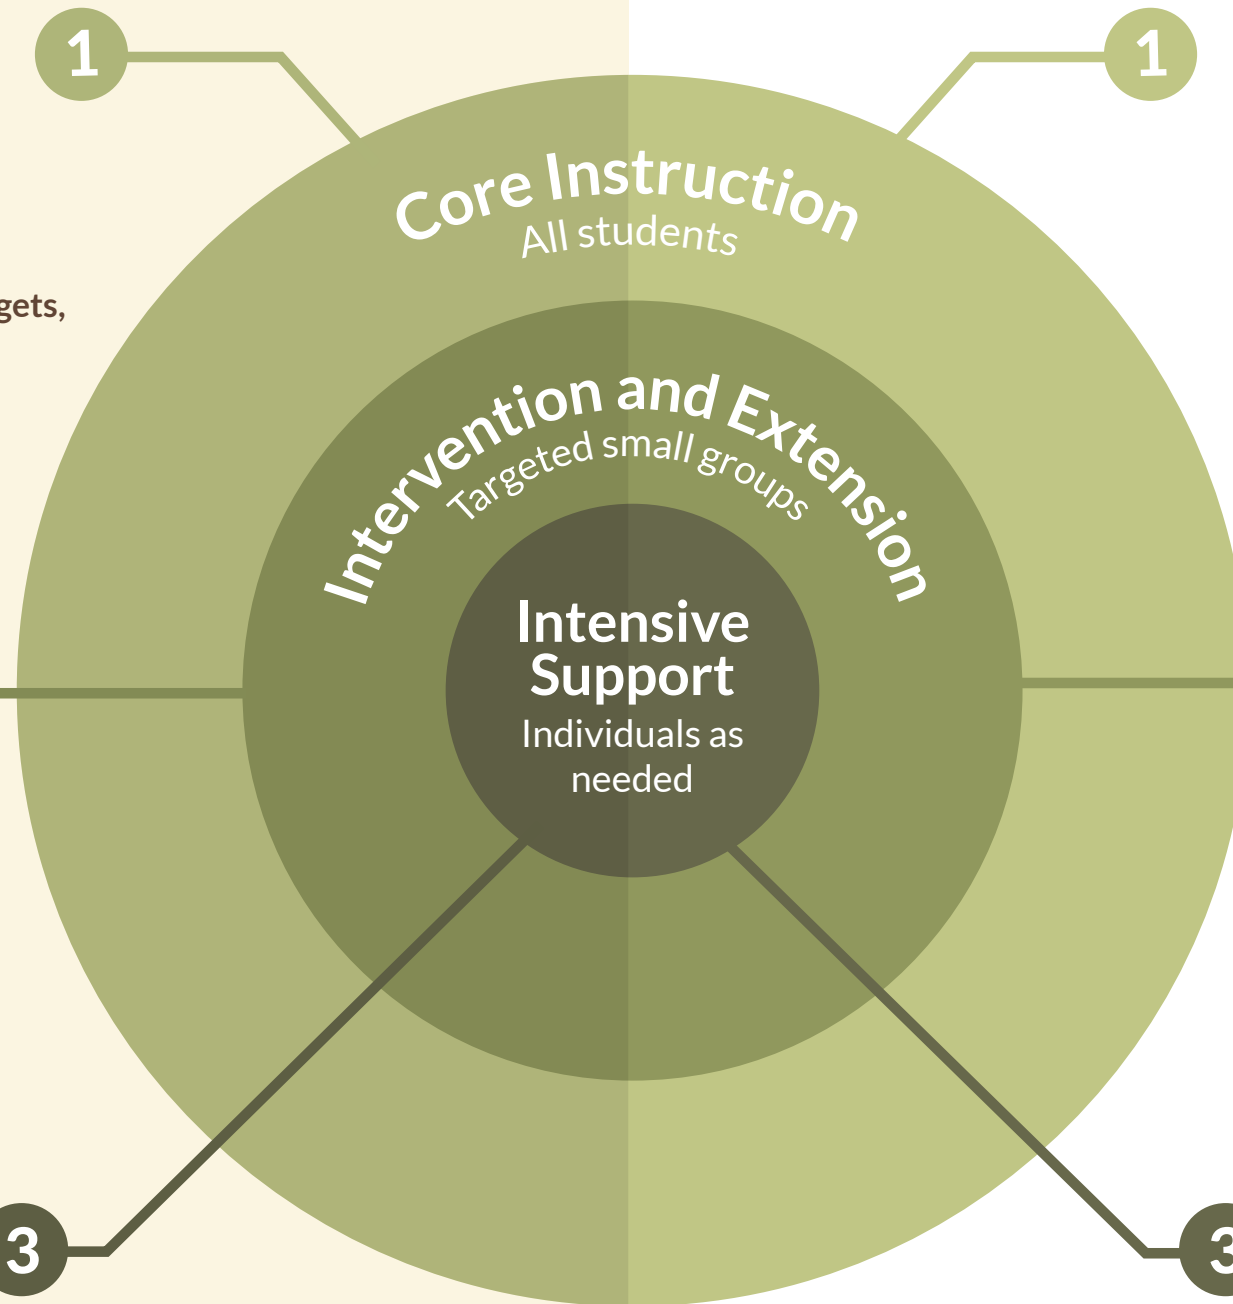 1
1
Core Instruction
All students
gets,
Intervention and Extension
Targeted small groups
Intensive
Support
Individuals as
needed
3
3